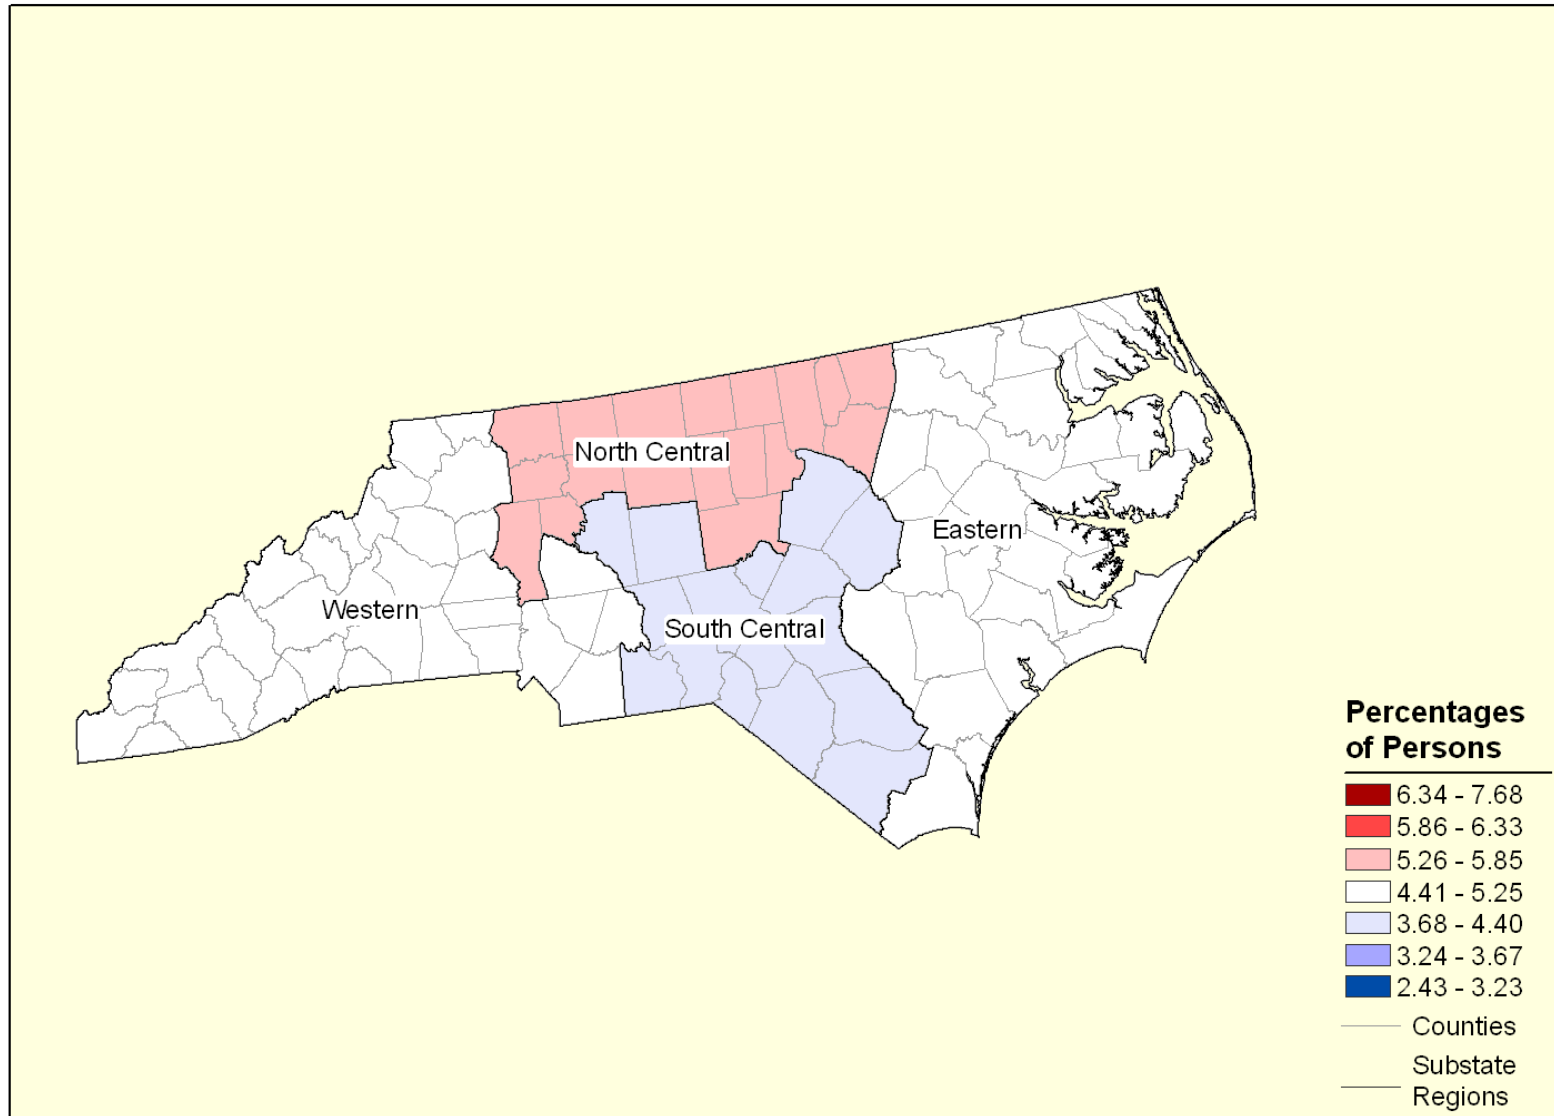 North Central
Eastern
Western
South Central
Percentages
of Persons
6.34 - 7.68
5.86 - 6.33
5.26 - 5.85
4.41 - 5.25
3.68 - 4.40
3.24 - 3.67
2.43 - 3.23
Counties
Substate
Regions